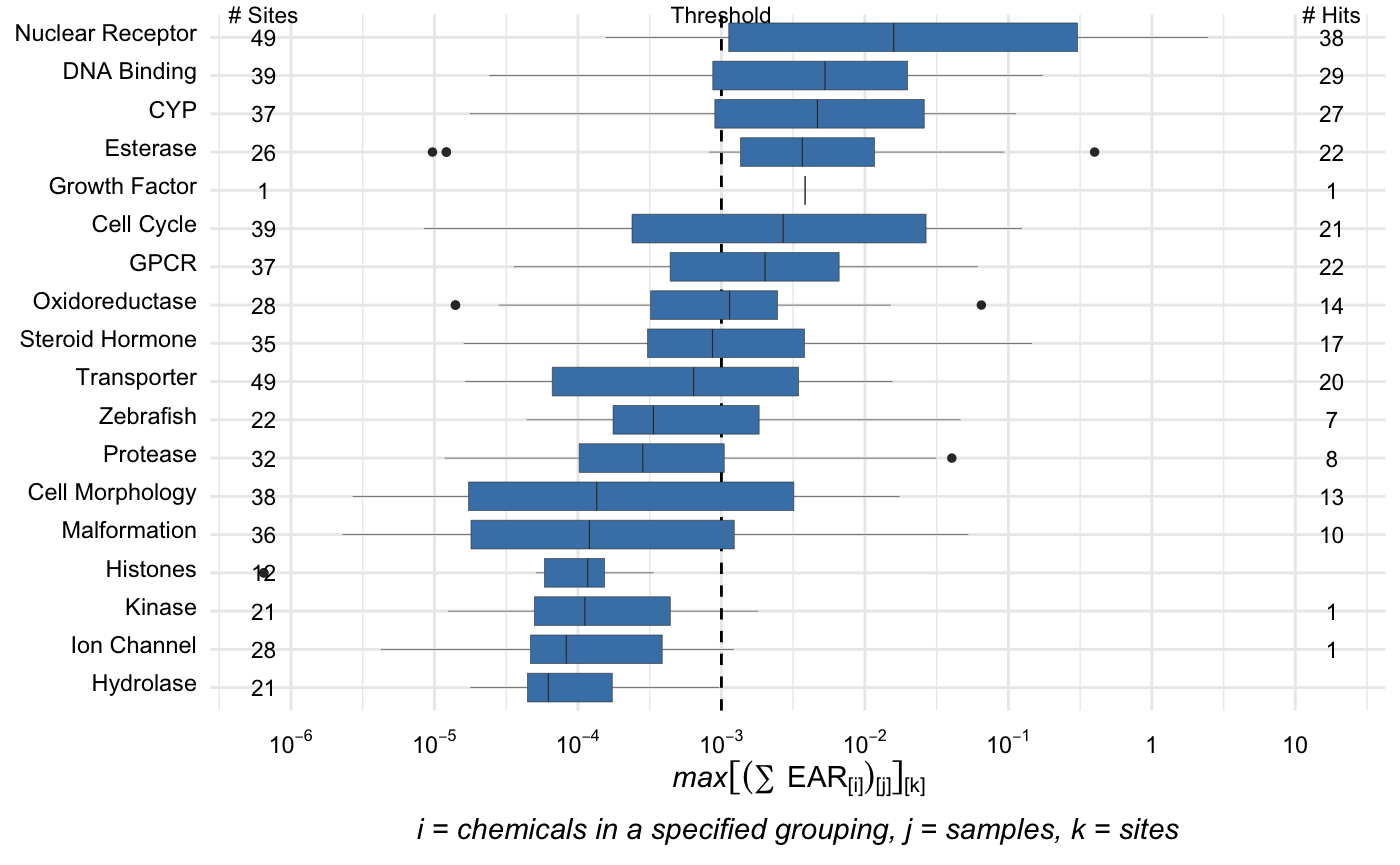 # Sites Threshold # Hits
Nuclear Receptor 49 38
DNA Binding 39 29
CYP 37 27
Esterase 26 22
Growth Factor 1 1
Cell Cycle 39 21
GPCR 37 22
Oxidoreductase 28 14
Steroid Hormone 35 17
Transporter 49 20
Zebrafish 22 7
Protease 32 8
Cell Morphology 38 13
Malformation 36 10
Histones 12
Kinase 21 1
Ion Channel 28 1
Hydrolase 21
10⁻⁶ 10⁻⁵ 10⁻⁴ 10⁻³ 10⁻² 10⁻¹ 1 10
max[(∑ EAR[i])[j]][k]
i = chemicals in a specified grouping, j = samples, k = sites